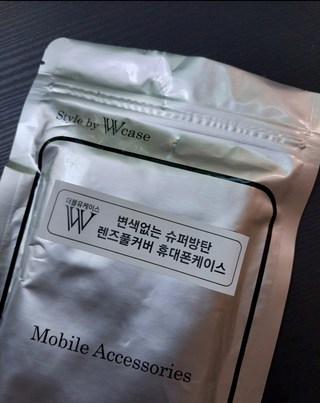 Style by W case
더블유케이스
W
변색없는 슈퍼방탄
렌즈풀커버 휴대폰케이스
Mobile Accessories